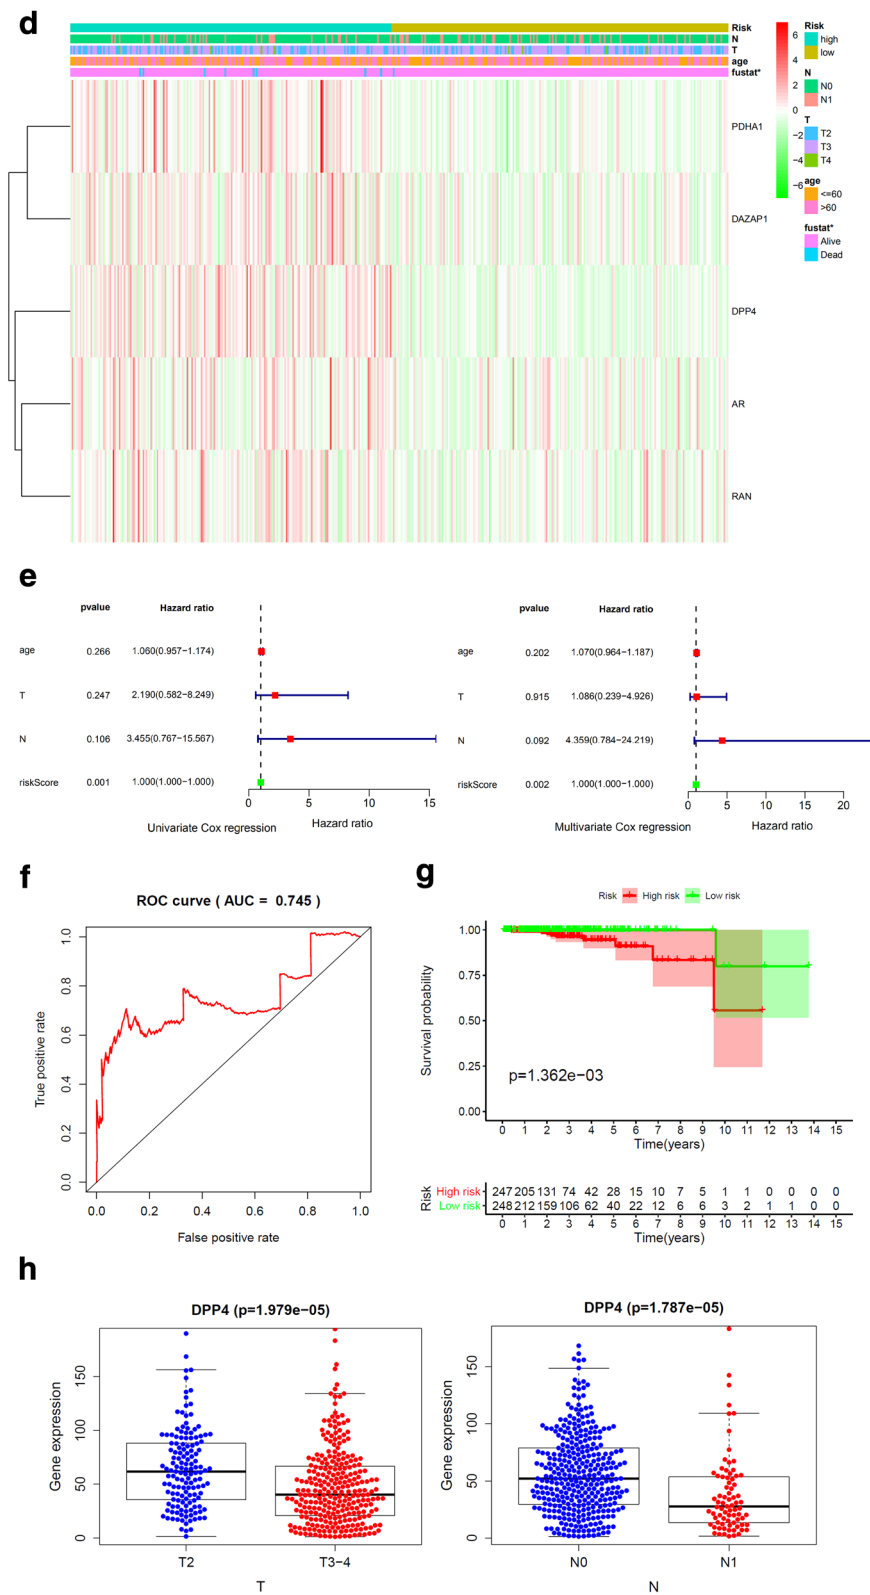 d
Risk
N
T
age
fustat*
PDHA1
DAZAP1
DPP4
AR
RAN
6
4
2
0
−2
−4
−6
Risk
high
low
N
N0
N1
T
T2
T3
T4
age
<=60
>60
fustat*
Alive
Dead
e
pvalue Hazard ratio
age 0.266 1.060(0.957−1.174)
T 0.247 2.190(0.582−8.249)
N 0.106 3.455(0.767−15.567)
riskScore 0.001 1.000(1.000−1.000)
0 5 10 15
Univariate Cox regression Hazard ratio
pvalue Hazard ratio
age 0.202 1.070(0.964−1.187)
T 0.915 1.086(0.239−4.926)
N 0.092 4.359(0.784−24.219)
riskScore 0.002 1.000(1.000−1.000)
0 5 10 15 20
Multivariate Cox regression Hazard ratio
f
ROC curve ( AUC = 0.745 )
True positive rate
1.0
0.8
0.6
0.4
0.2
0.0
0.0 0.2 0.4 0.6 0.8 1.0
False positive rate
g
Risk High risk Low risk
Survival probability
1.00
0.75
0.50
0.25
0.00
p=1.362e−03
0 1 2 3 4 5 6 7 8 9 10 11 12 13 14 15
Time(years)
Risk
High risk 247 205 131 74 42 28 15 10 7 5 1 1 0 0 0 0
Low risk 248 212 159 106 62 40 22 12 6 6 3 2 1 1 0 0
0 1 2 3 4 5 6 7 8 9 10 11 12 13 14 15
Time(years)
h
DPP4 (p=1.979e−05)
Gene expression
150
100
50
0
T2 T3−4
T
DPP4 (p=1.787e−05)
Gene expression
150
100
50
0
N0 N1
N